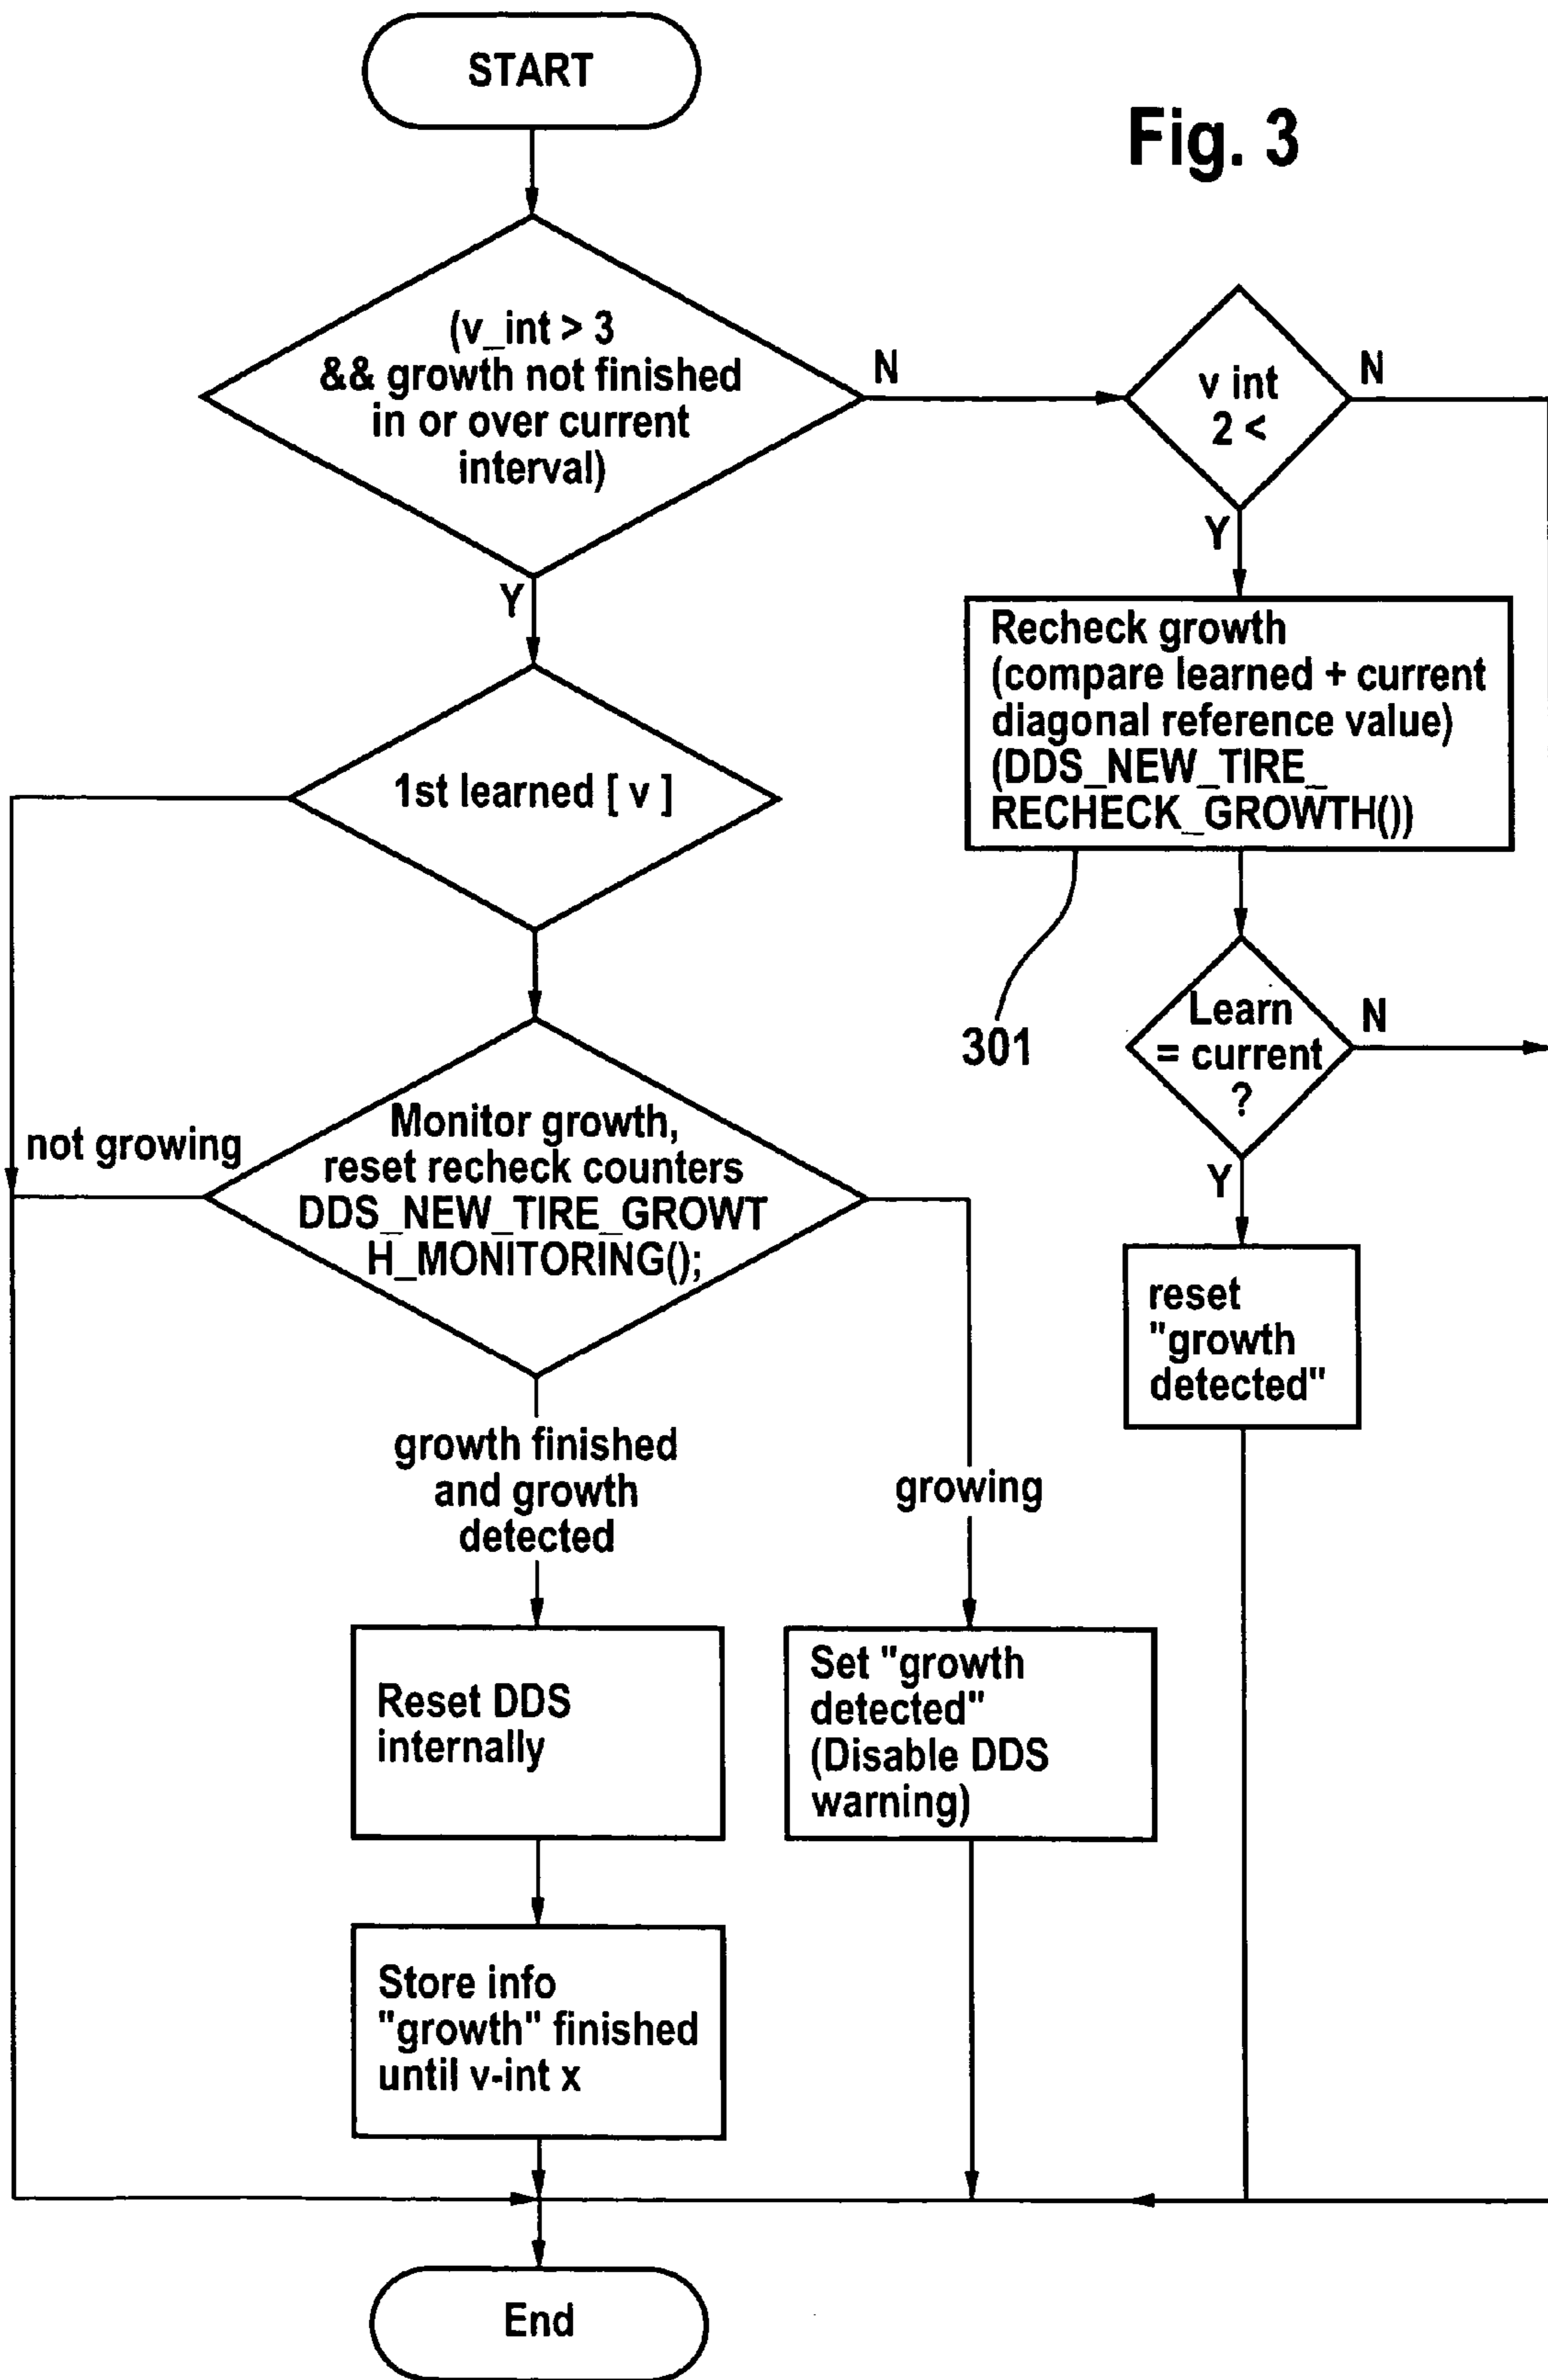 START
Fig. 3
(v_int > 3
&& growth not finished
in or over current
interval)
N
v int
2 <
N
Y
Y
Recheck growth
(compare learned + current
diagonal reference value)
(DDS_NEW_TIRE_
RECHECK_GROWTH())
1st learned [ v ]
301
Learn
= current
?
N
Y
not growing
Monitor growth,
reset recheck counters
DDS_NEW_TIRE_GROWT
H_MONITORING();
reset
"growth
detected"
growth finished
and growth
detected
growing
Reset DDS
internally
Set "growth
detected"
(Disable DDS
warning)
Store info
"growth" finished
until v-int x
End